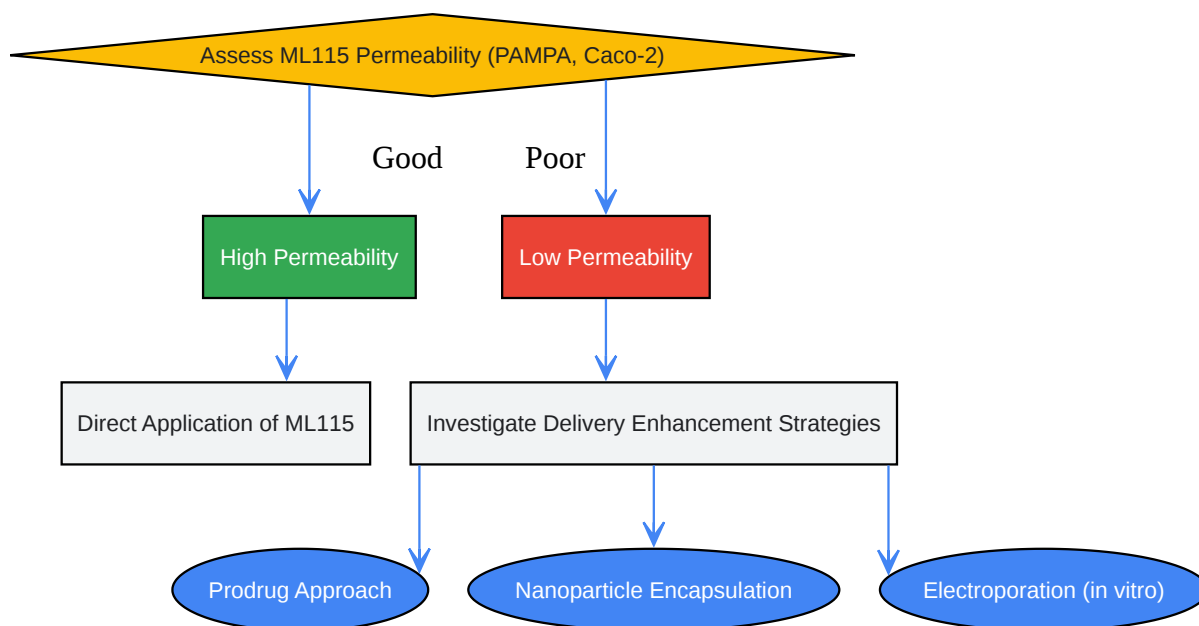 Assess ML115 Permeability (PAMPA, Caco-2)
Good
Poor
High Permeability
Low Permeability
Direct Application of ML115
Investigate Delivery Enhancement Strategies
Prodrug Approach
Nanoparticle Encapsulation
Electroporation (in vitro)